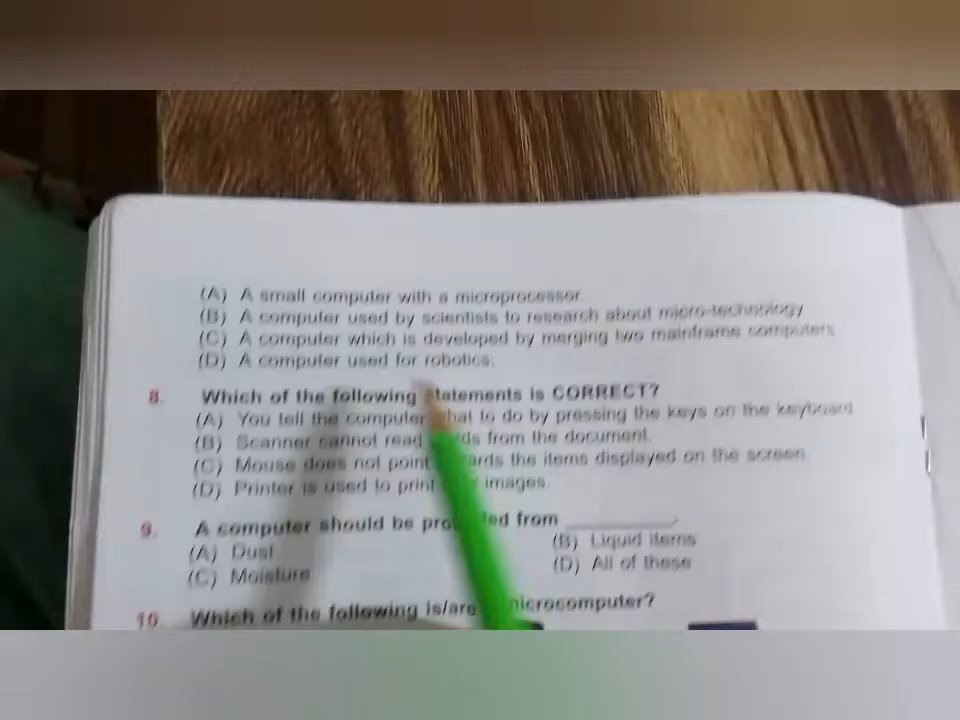 (A) A small computer with a microprocessor.
(B) A computer used by scientists to research about micro-technology
(C) A computer which is developed by merging two mainframe computers
(D) A computer used for robotics.
8. Which of the following statements is CORRECT?
(A) You tell the computer what to do by pressing the keys on the keyboard
(B) Scanner cannot read from the document.
(C) Mouse does not point towards the items displayed on the screen.
(D) Printer is used to print images.
9. A computer should be protected from ________.
(A) Dust
(B) Liquid items
(C) Moisture
(D) All of these
10. Which of the following is/are microcomputer?